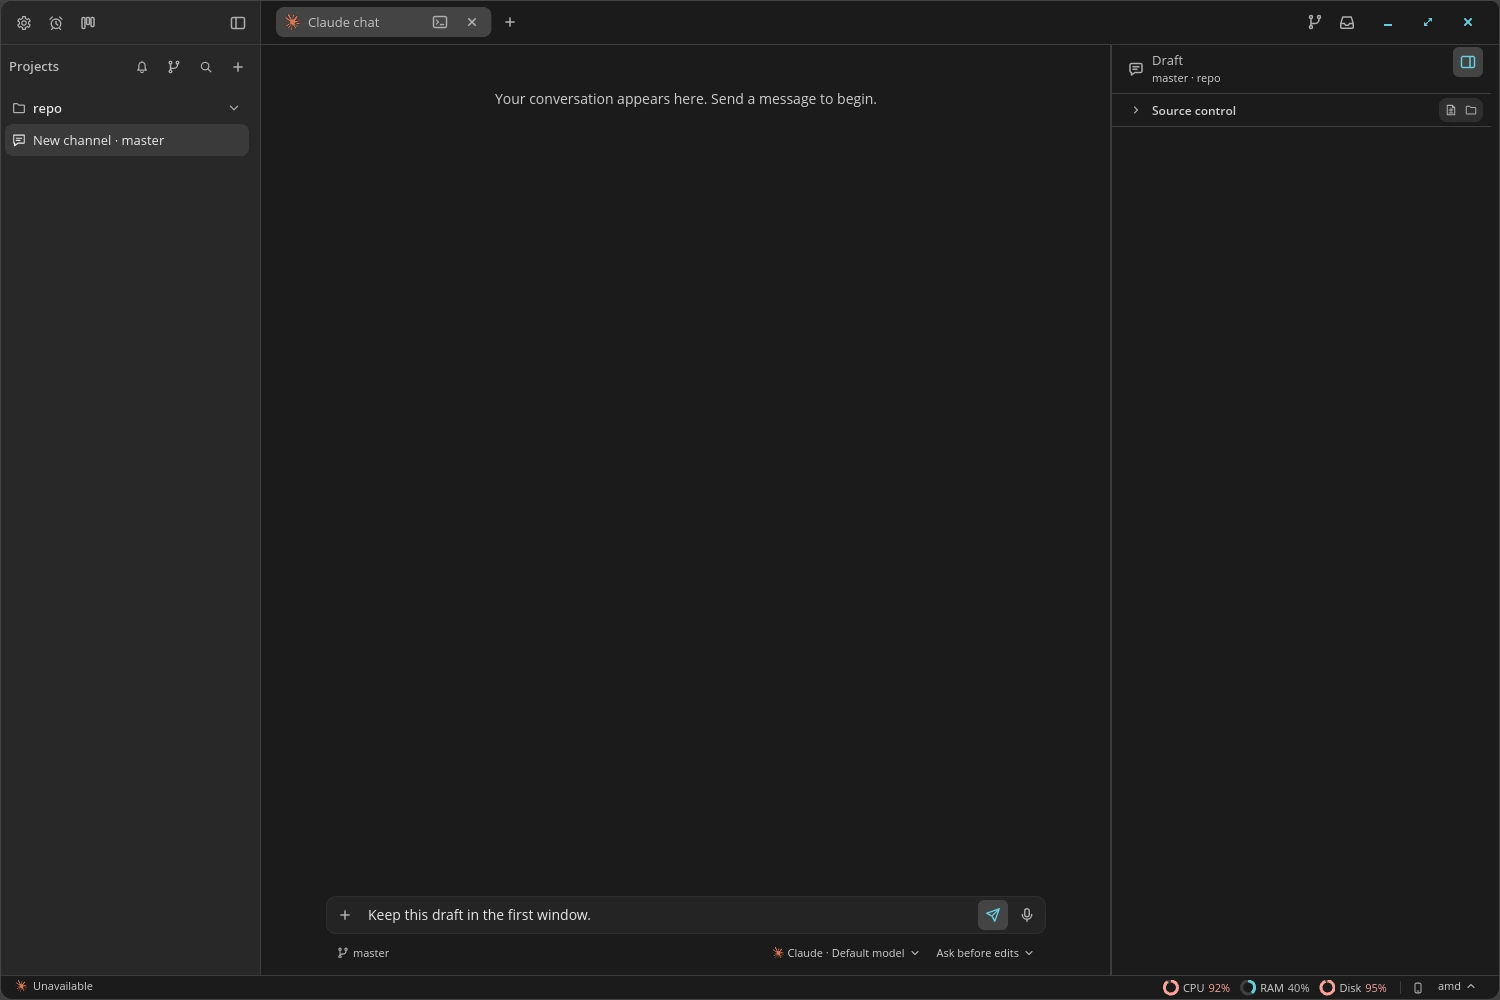 Claude chat
Projects
repo
New channel · master
Your conversation appears here. Send a message to begin.
Draft
master · repo
Source control
Keep this draft in the first window.
master
Claude · Default model
Ask before edits
Unavailable
CPU 92%
RAM 40%
Disk 95%
amd